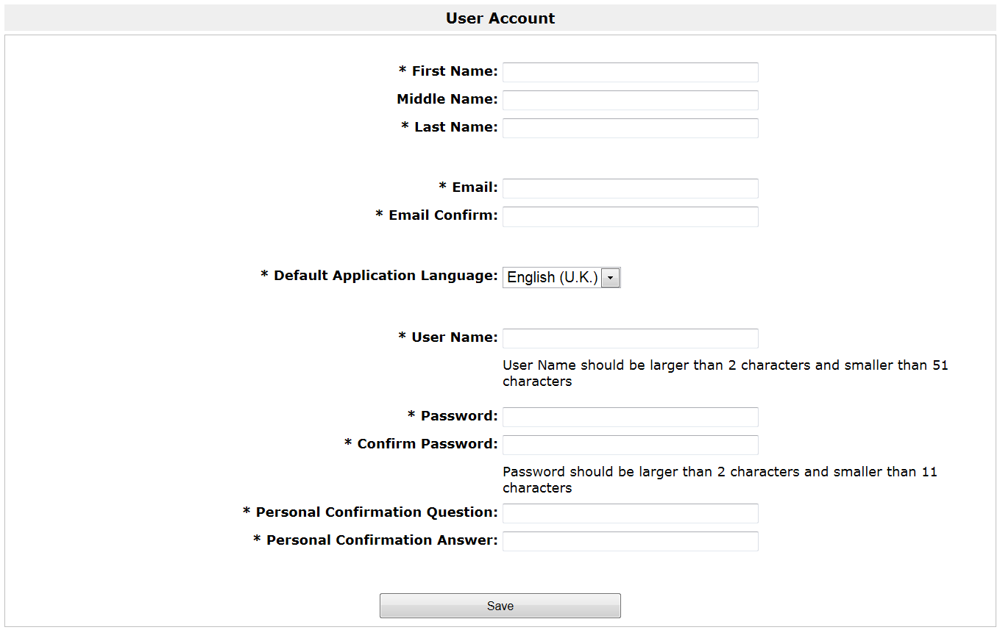 User Account
* First Name:
Middle Name:
* Last Name:
* Email:
* Email Confirm:
* Default Application Language: English (U.K.)
* User Name:
User Name should be larger than 2 characters and smaller than 51
characters
* Password:
* Confirm Password:
Password should be larger than 2 characters and smaller than 11
characters
* Personal Confirmation Question:
* Personal Confirmation Answer:
Save